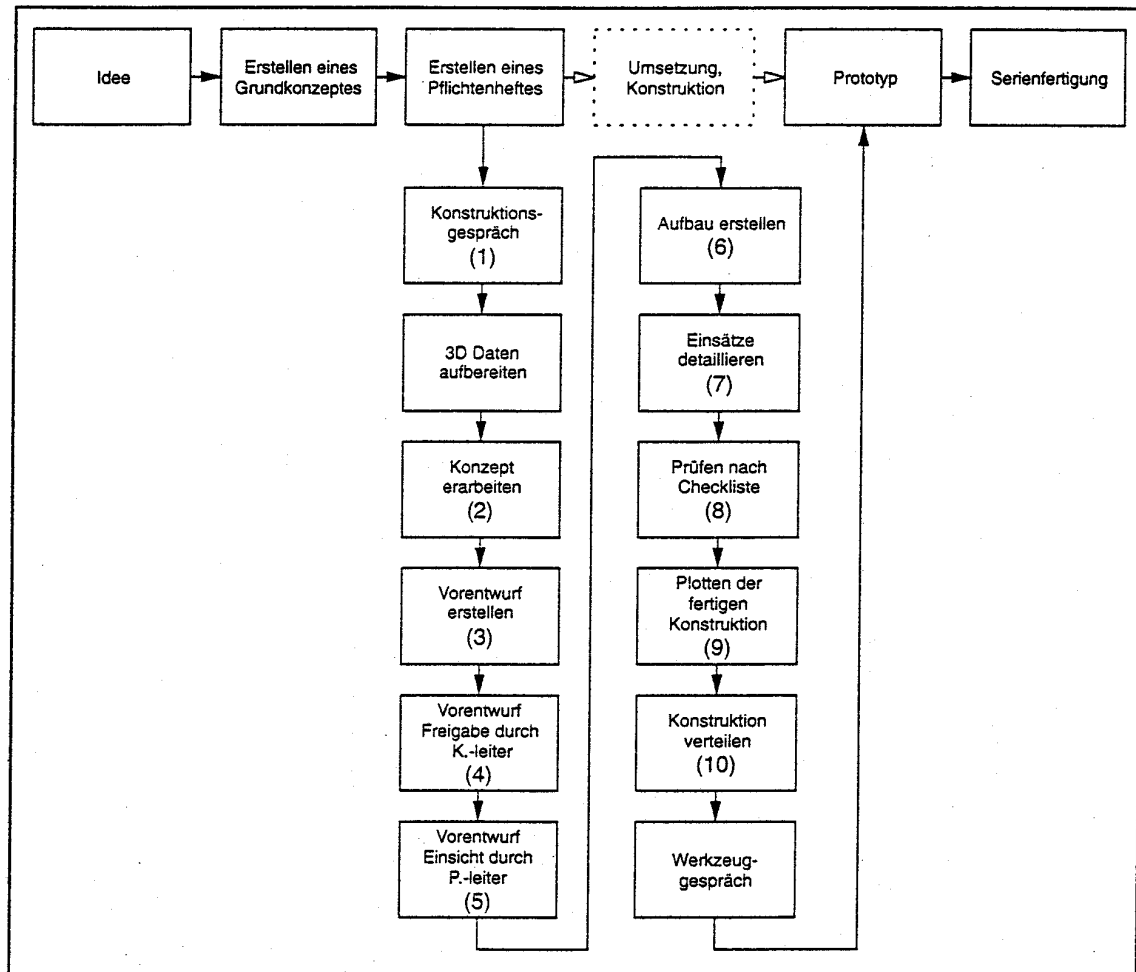 Idee
Erstellen eines
Grundkonzeptes
Erstellen eines
Pflichtenheftes
Umsetzung,
Konstruktion
Prototyp
Serienfertigung
Konstruktions-
gespräch
(1)
3D Daten
aufbereiten
Konzept
erarbeiten
(2)
Vorentwurf
erstellen
(3)
Vorentwurf
Freigabe durch
K.-leiter
(4)
Vorentwurf
Einsicht durch
P.-leiter
(5)
Aufbau erstellen
(6)
Einsätze
detaillieren
(7)
Prüfen nach
Checkliste
(8)
Plotten der
fertigen
Konstruktion
(9)
Konstruktion
verteilen
(10)
Werkzeug-
gespräch